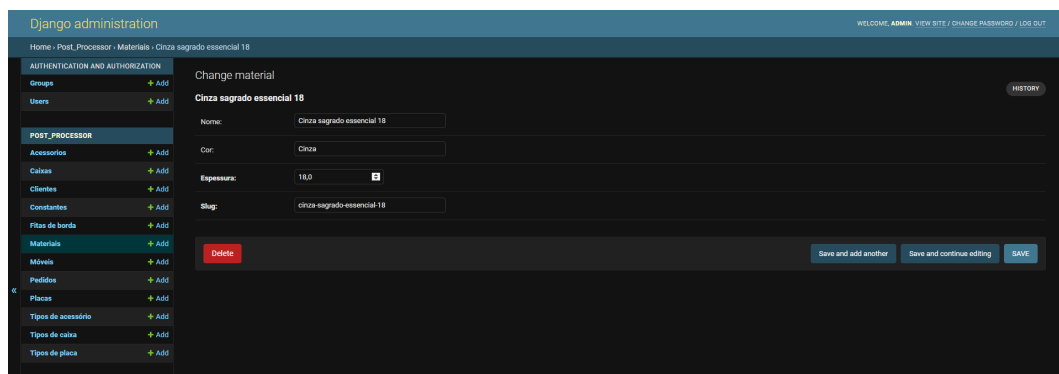 Django administration
WELCOME, ADMIN. VIEW SITE / CHANGE PASSWORD / LOG OUT
Home › Post_Processor › Materiais › Cinza sagrado essencial 18
AUTHENTICATION AND AUTHORIZATION
Groups + Add
Users + Add
POST_PROCESSOR
Acessorios + Add
Caixas + Add
Clientes + Add
Constantes + Add
Fitas de borda + Add
Materiais + Add
Móveis + Add
Pedidos + Add
Placas + Add
Tipos de acessório + Add
Tipos de caixa + Add
Tipos de placa + Add
«
Change material
HISTORY
Cinza sagrado essencial 18
Nome: Cinza sagrado essencial 18
Cor: Cinza
Espessura: 18,0
Slug: cinza-sagrado-essencial-18
Delete Save and add another Save and continue editing SAVE